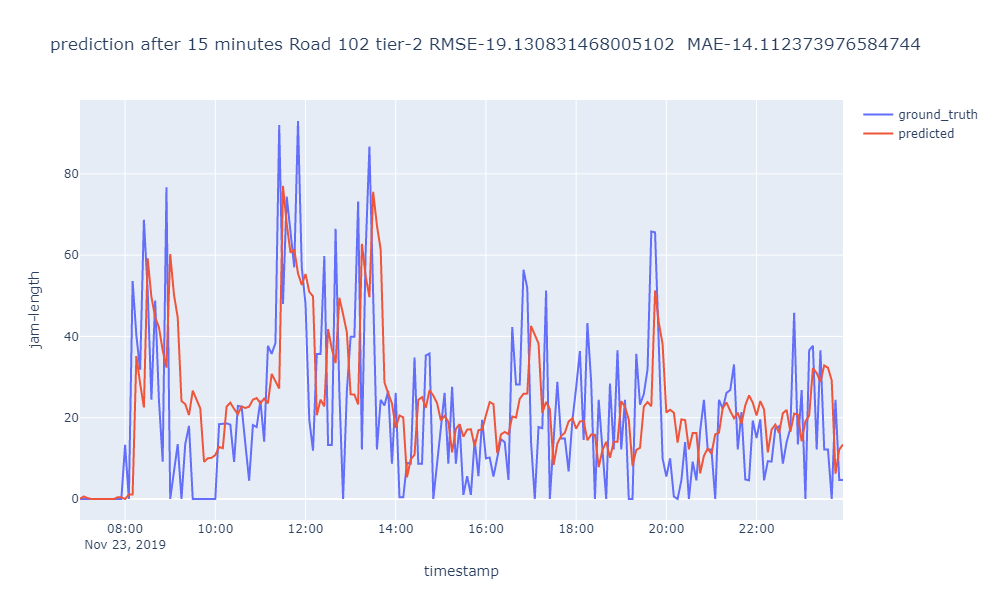 prediction after 15 minutes Road 102 tier-2 RMSE-19.130831468005102  MAE-14.112373976584744
ground_truth
predicted
jam-length
80
60
40
20
0
08:00 10:00 12:00 14:00 16:00 18:00 20:00 22:00
Nov 23, 2019
timestamp